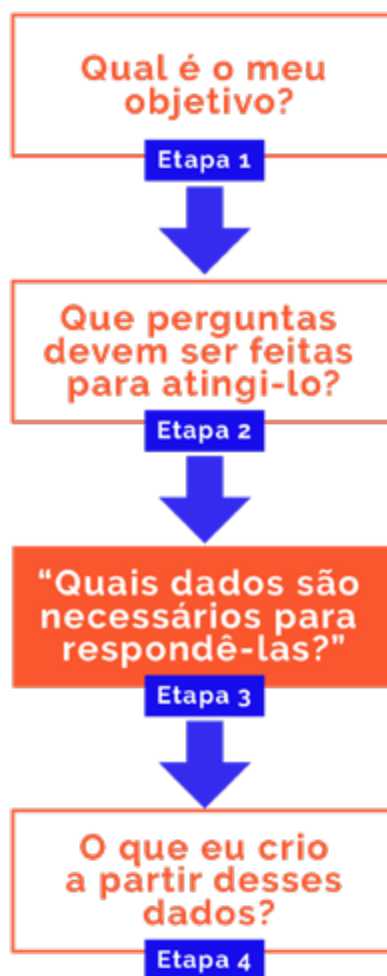 Qual é o meu
objetivo?
Etapa 1
Que perguntas
devem ser feitas
para atingi-lo?
Etapa 2
“Quais dados são
necessários para
respondê-las?”
Etapa 3
O que eu crio
a partir desses
dados?
Etapa 4